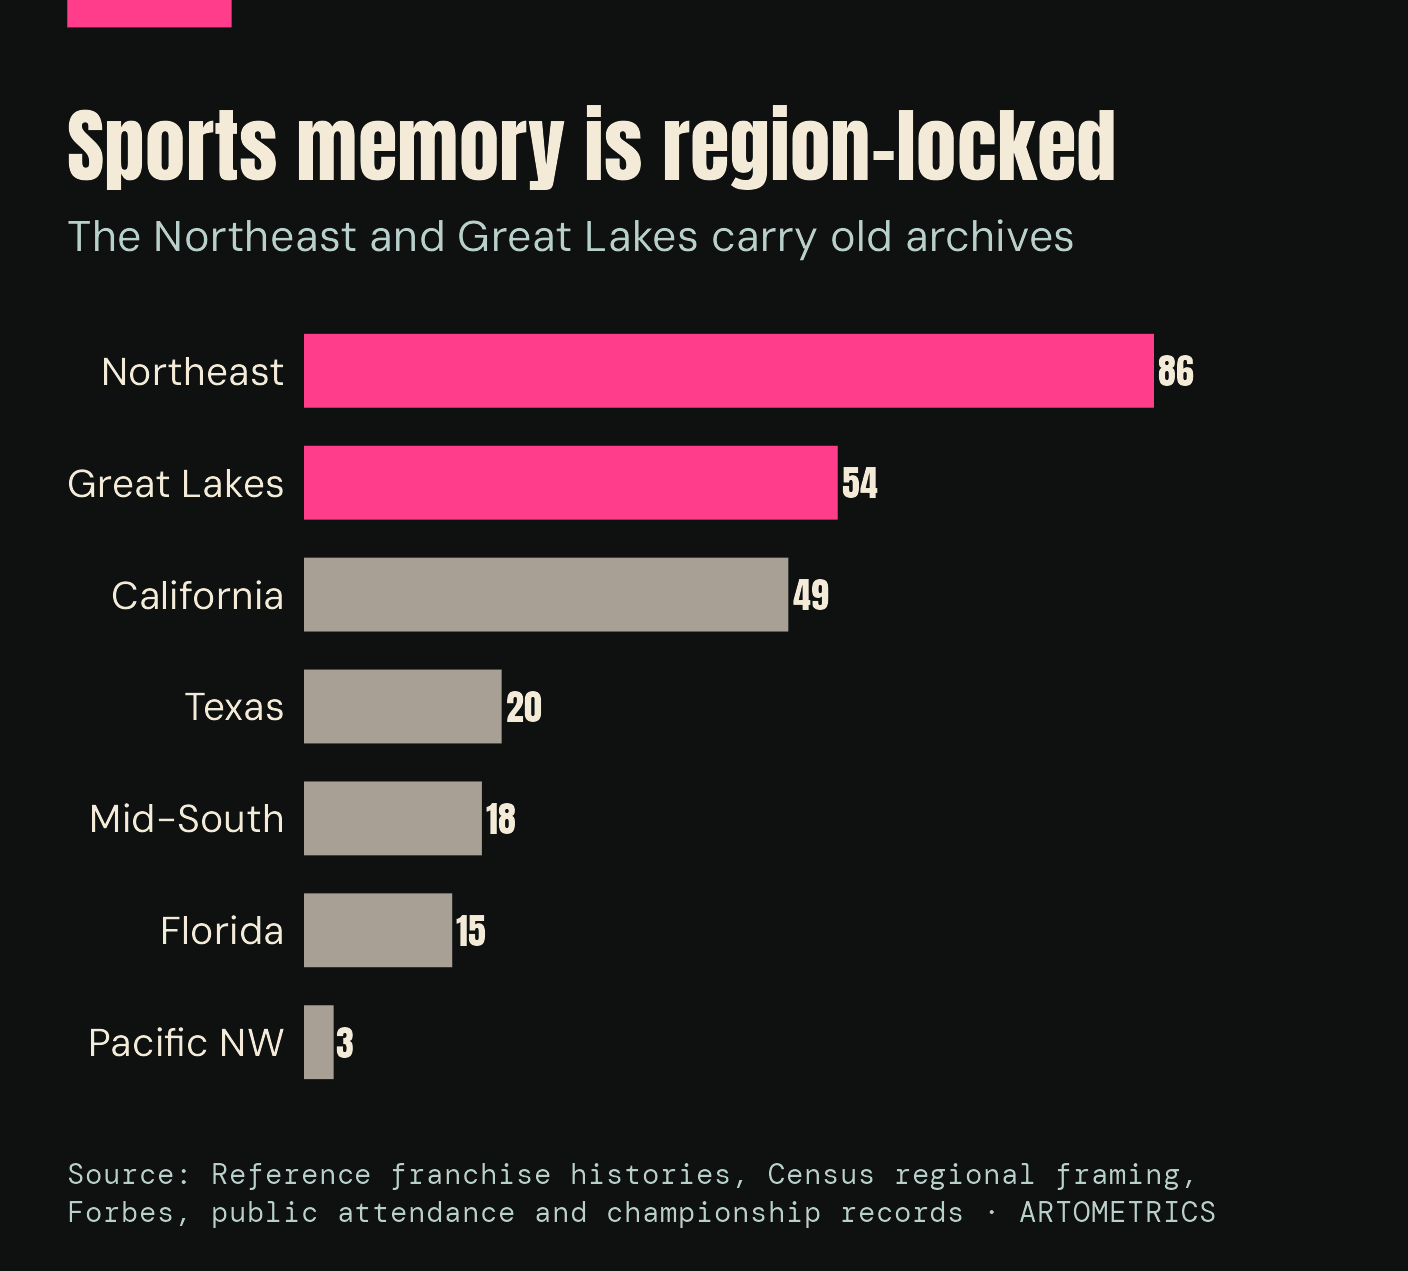 Sports memory is region-locked
The Northeast and Great Lakes carry old archives
Northeast 86
Great Lakes 54
California 49
Texas 20
Mid-South 18
Florida 15
Pacific NW 3
Source: Reference franchise histories, Census regional framing,
Forbes, public attendance and championship records · ARTOMETRICS